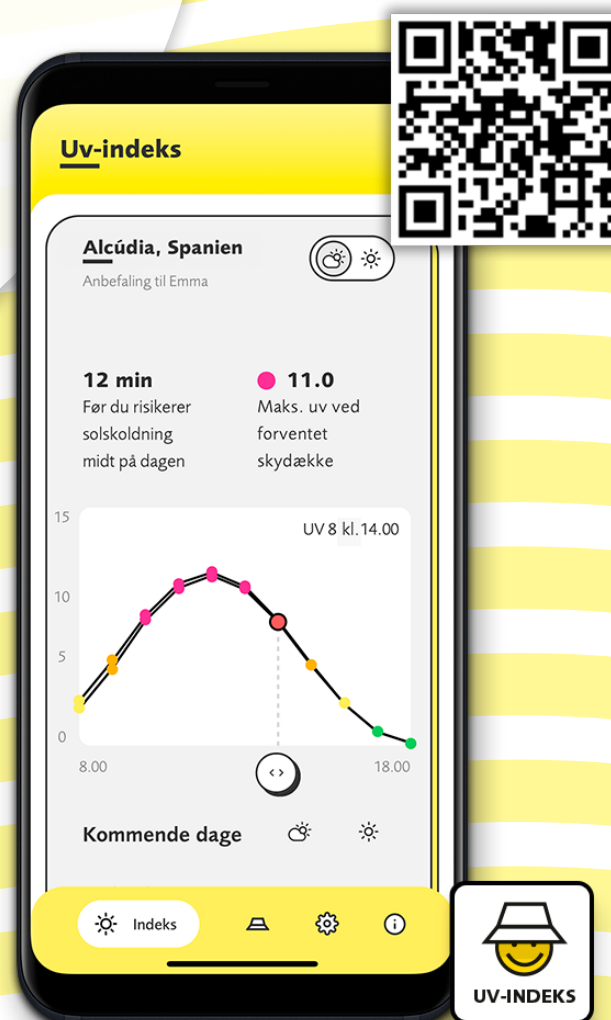 Uv-indeks
Alcúdia, Spanien
Anbefaling til Emma
12 min
Før du risikerer
solskoldning
midt på dagen
11.0
Maks. uv ved
forventet
skydække
15
UV 8 kl.14.00
10
5
0
8.00
18.00
Kommende dage
Indeks
UV-INDEKS